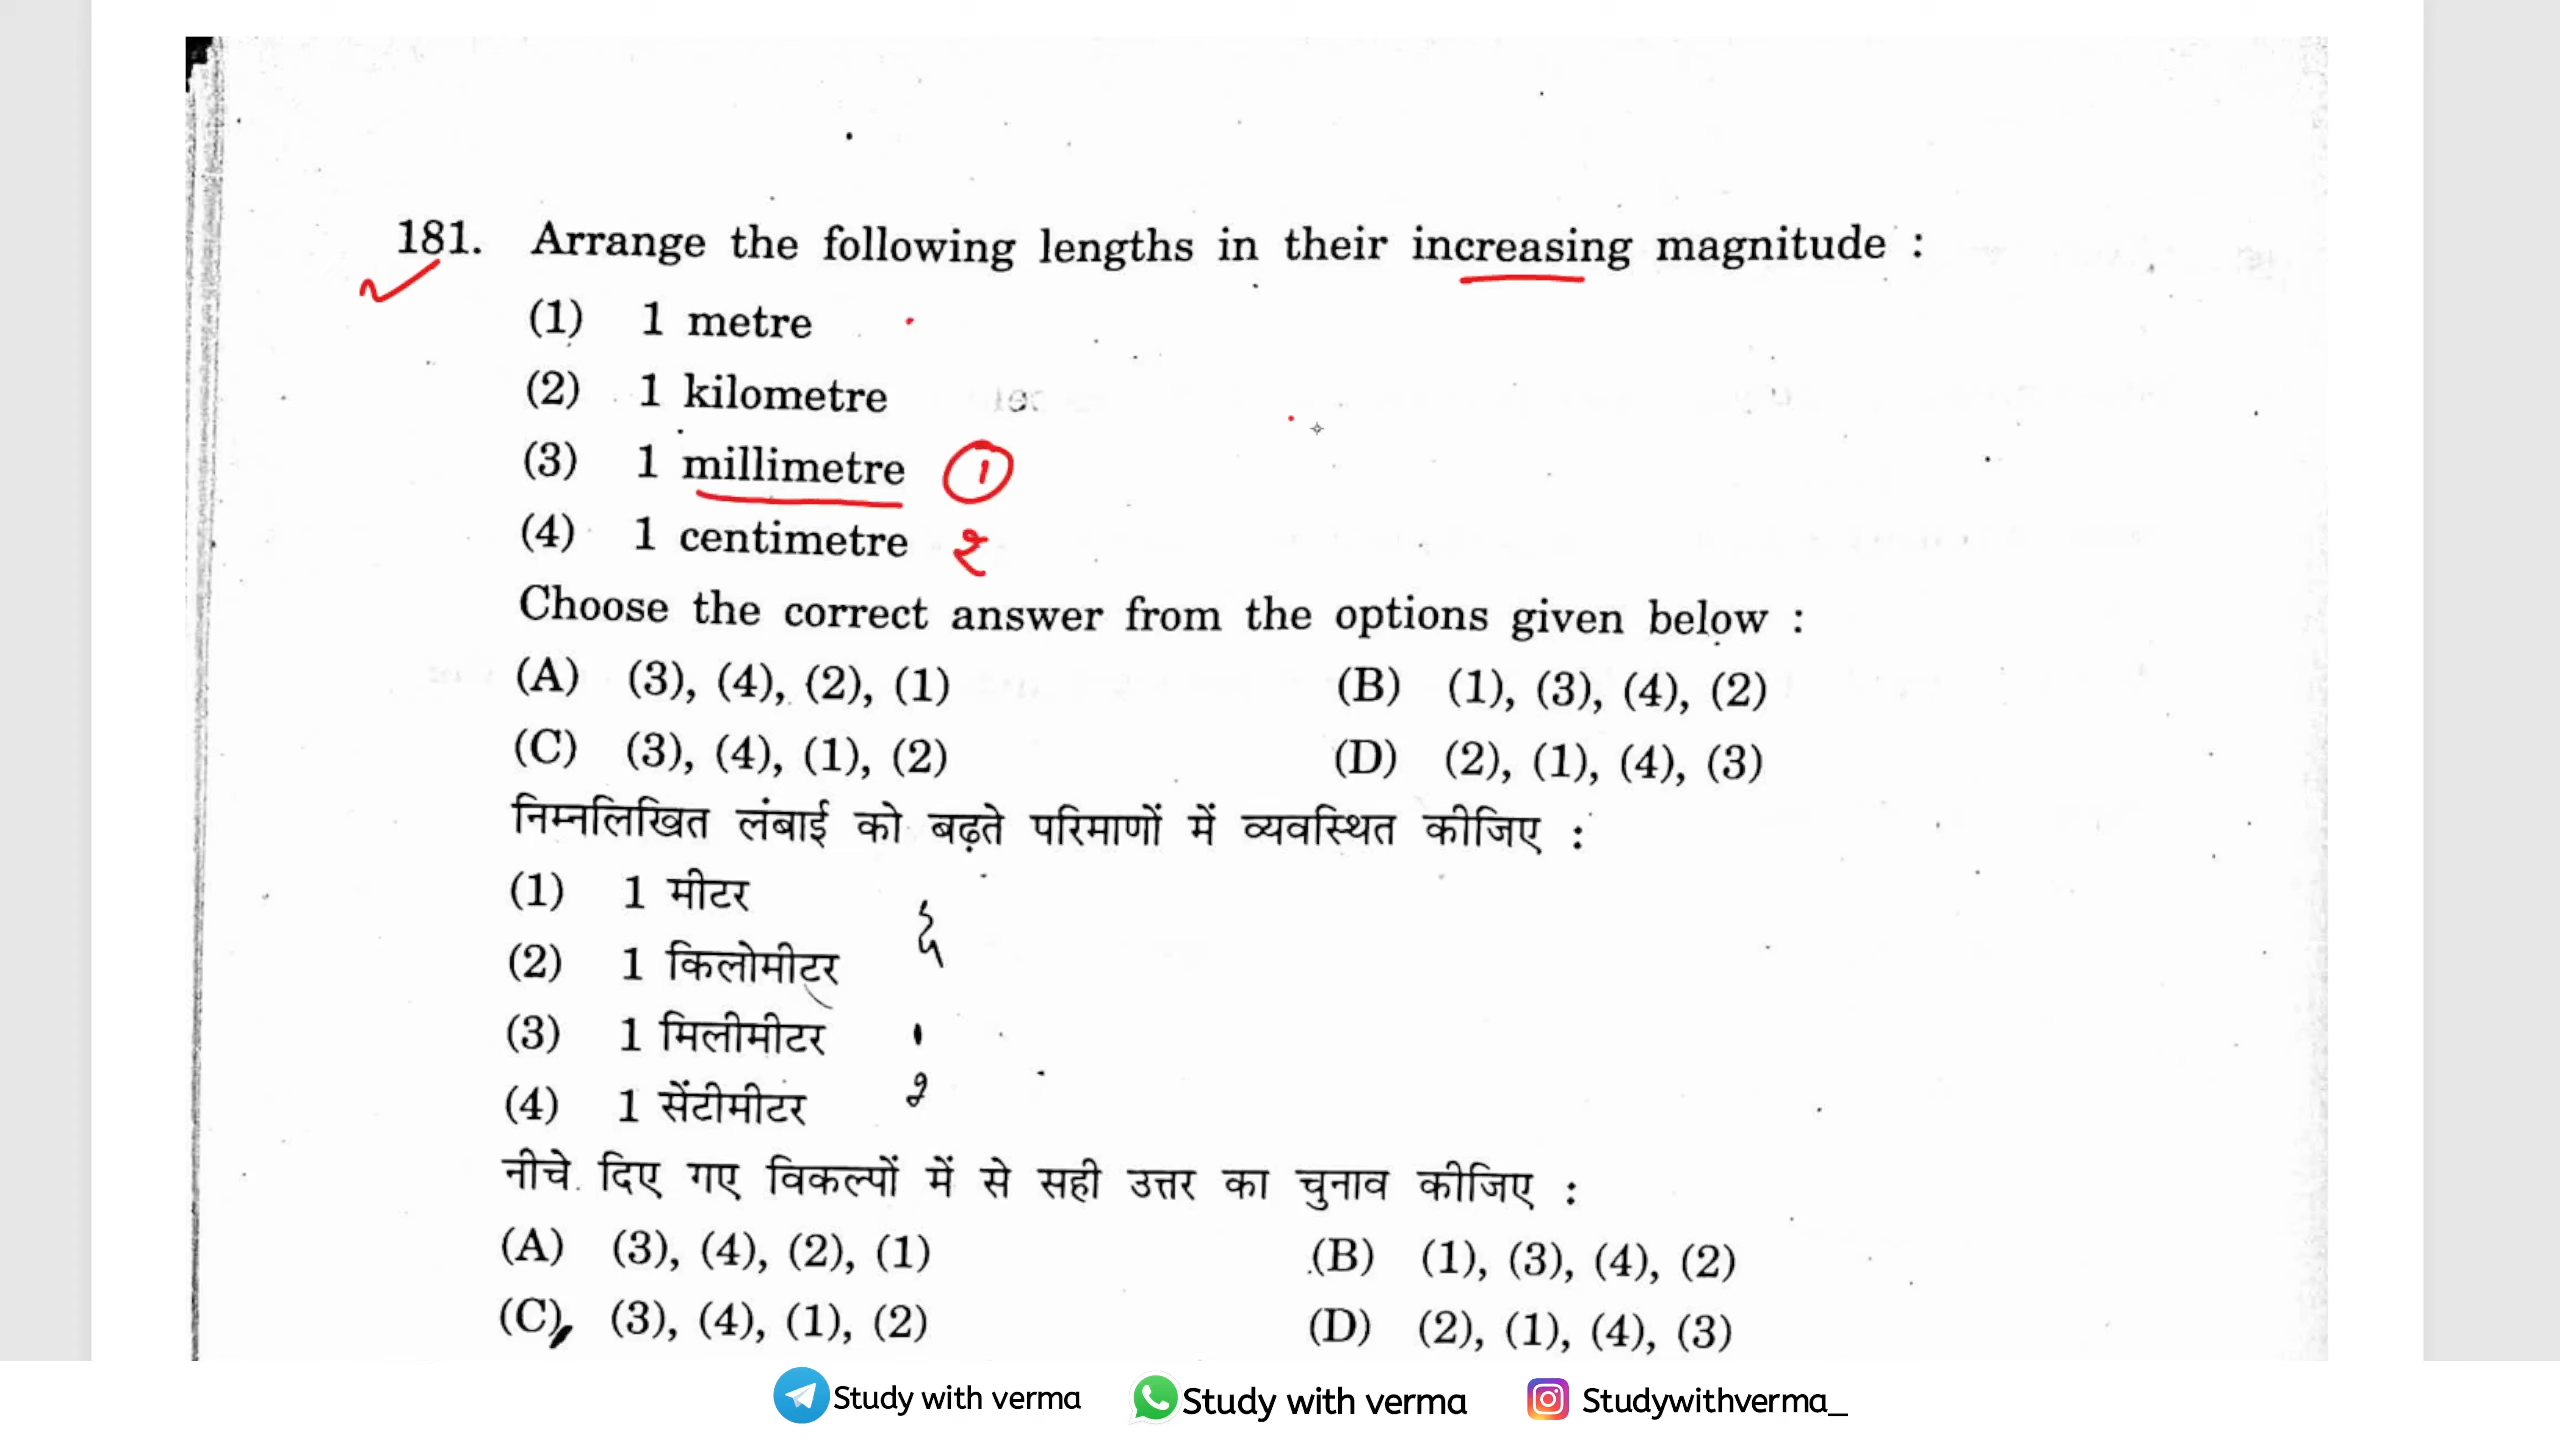 181. Arrange the following lengths in their increasing magnitude :
(1) 1 metre
(2) 1 kilometre
(3) 1 millimetre 1
(4) 1 centimetre २
Choose the correct answer from the options given below :
(A) (3), (4), (2), (1) (B) (1), (3), (4), (2)
(C) (3), (4), (1), (2) (D) (2), (1), (4), (3)
निम्नलिखित लंबाई को बढ़ते परिमाणों में व्यवस्थित कीजिए :
(1) 1 मीटर
(2) 1 किलोमीटर
(3) 1 मिलीमीटर
(4) 1 सेंटीमीटर
नीचे दिए गए विकल्पों में से सही उत्तर का चुनाव कीजिए :
(A) (3), (4), (2), (1) (B) (1), (3), (4), (2)
(C) (3), (4), (1), (2) (D) (2), (1), (4), (3)
Study with verma Study with verma Studywithverma_